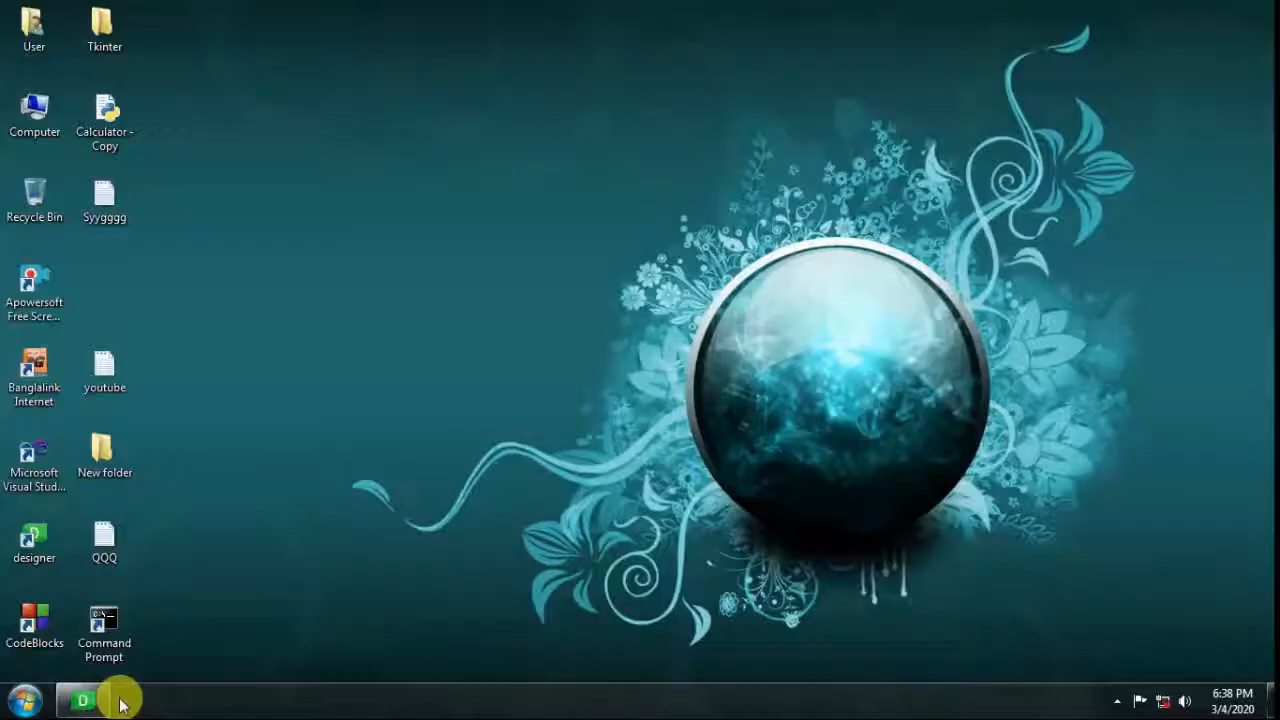 User
Tkinter
Computer
Calculator -
Copy
Recycle Bin
Syygggg
Apowersoft
Free Scre...
Banglalink
Internet
youtube
Microsoft
Visual Stud...
New folder
designer
QQQ
CodeBlocks
Command
Prompt
D
6:38 PM
3/4/2020